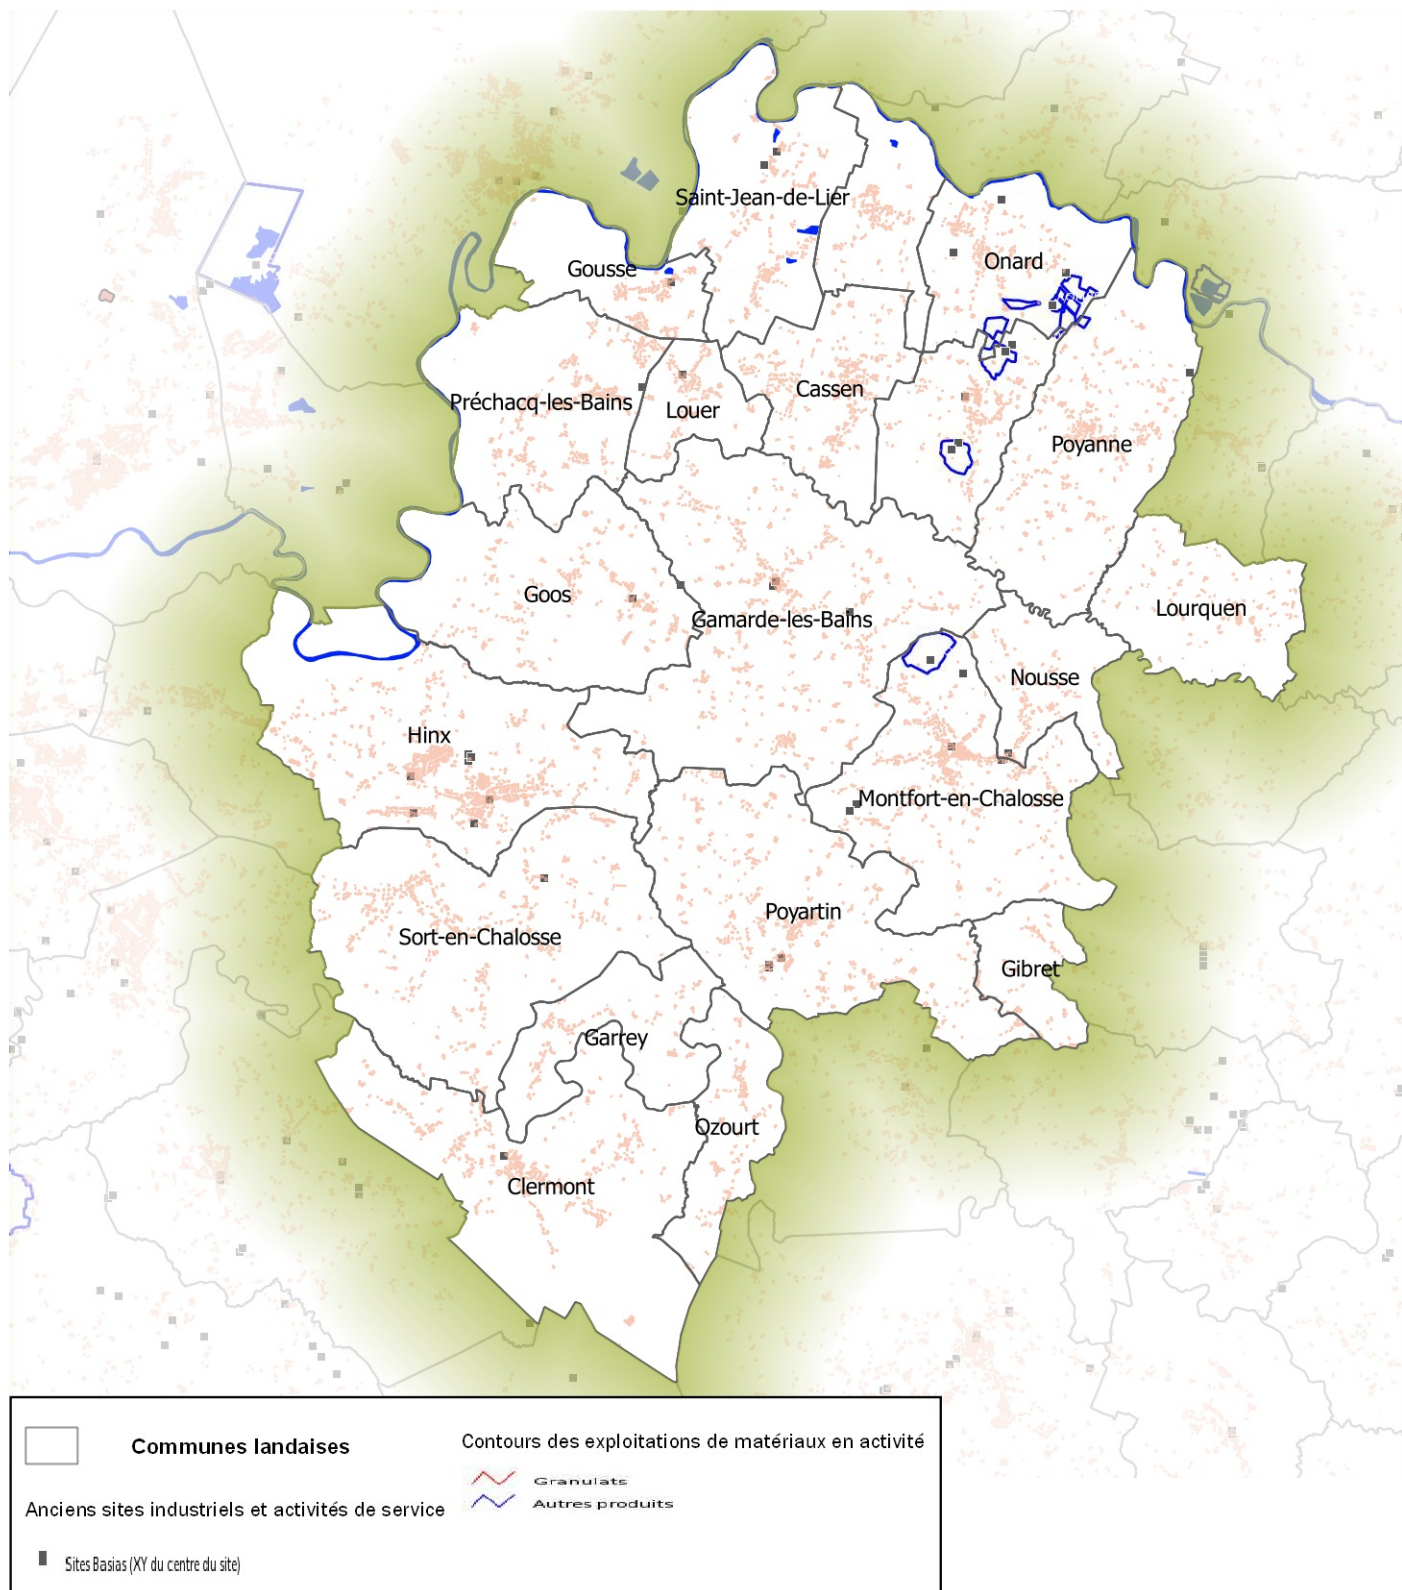 Saint-Jean-de-Lier
Gousse
Onard
Préchacq-les-Bains
Louer
Cassen
Poyanne
Goos
Gamarde-les-Bains
Lourquen
Nousse
Hinx
Montfort-en-Chalosse
Poyartin
Sort-en-Chalosse
Gibret
Garrey
Ozourt
Clermont
Communes landaises
Contours des exploitations de matériaux en activité
Granulats
Autres produits
Anciens sites industriels et activités de service
Sites Basias (XY du centre du site)